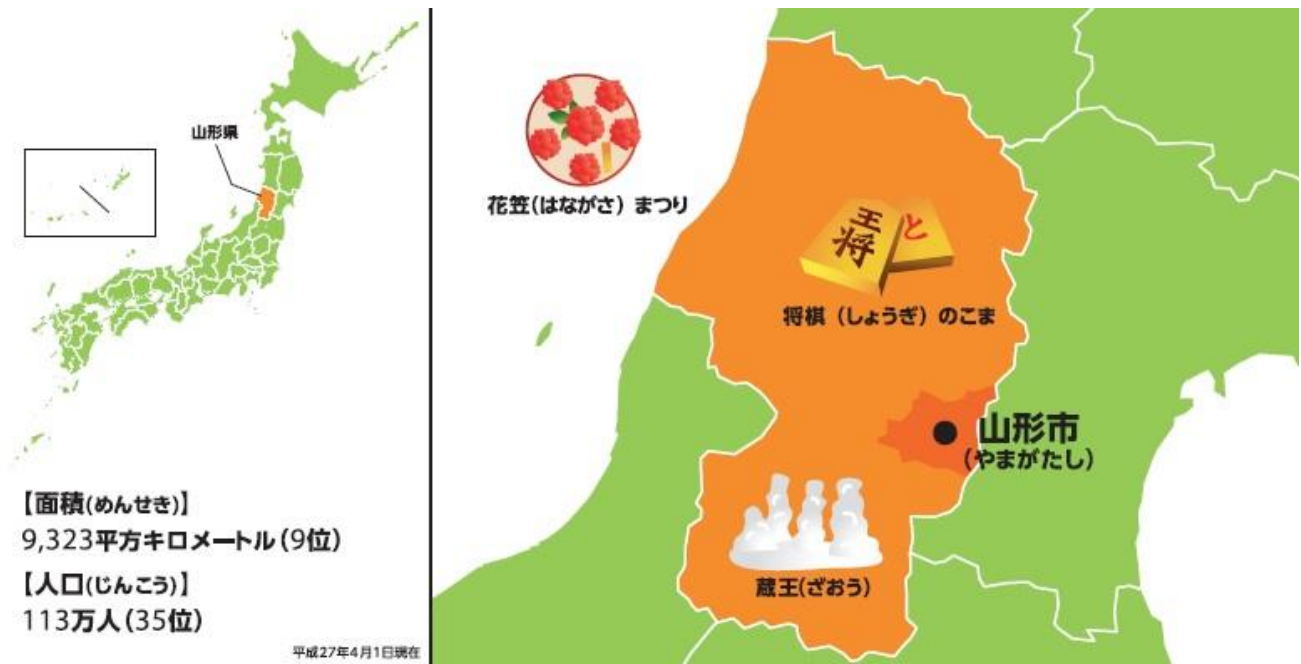 山形県
【面積(めんせき)】
9,323平方キロメートル(9位)
【人口(じんこう)】
113万人(35位)
平成27年4月1日現在
花笠(はながさ) まつり
王将
と
将棋 (しょうぎ) のこま
山形市
(やまがたし)
蔵王(ざおう)